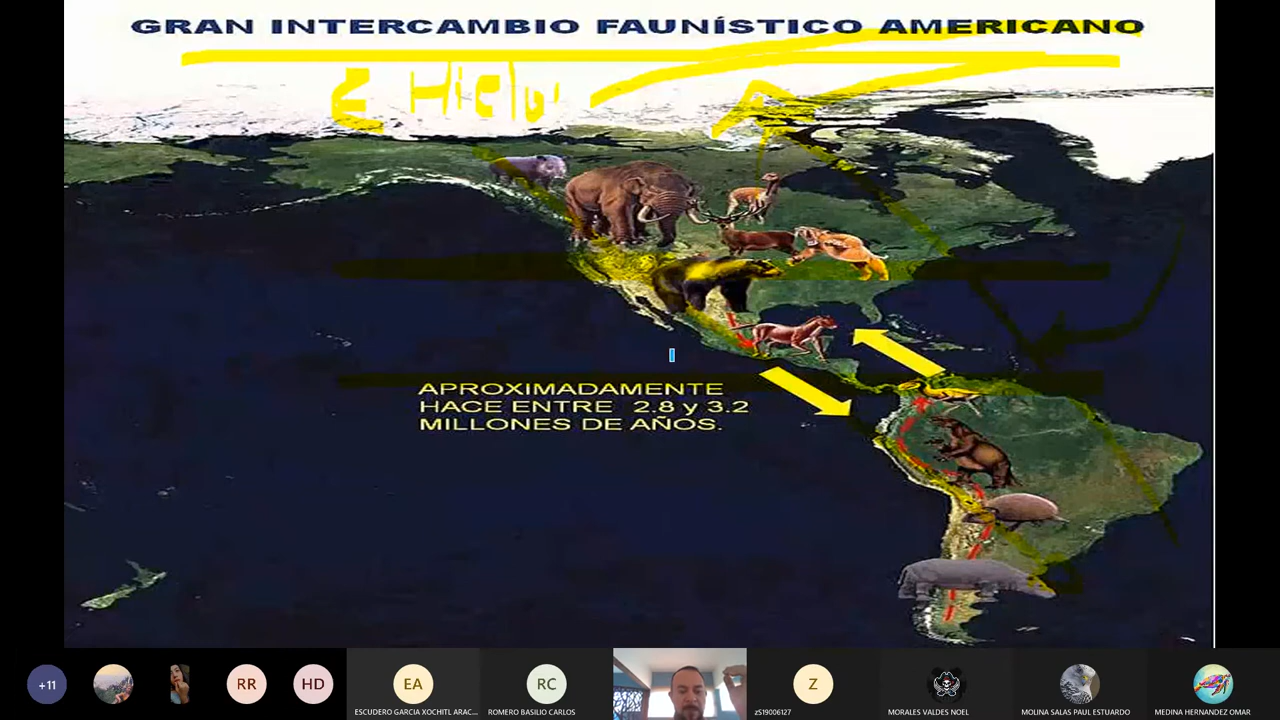 GRAN INTERCAMBIO FAUNÍSTICO AMERICANO
APROXIMADAMENTE
HACE ENTRE 2.8 y 3.2
MILLONES DE AÑOS.
+11
RR
HD
EA
RC
Z
ESCUDERO GARCIA XOCHITL ARAC...
ROMERO BASILIO CARLOS
zS19006127
MORALES VALDES NOEL
MOLINA SALAS PAUL ESTUARDO
MEDINA HERNANDEZ OMAR